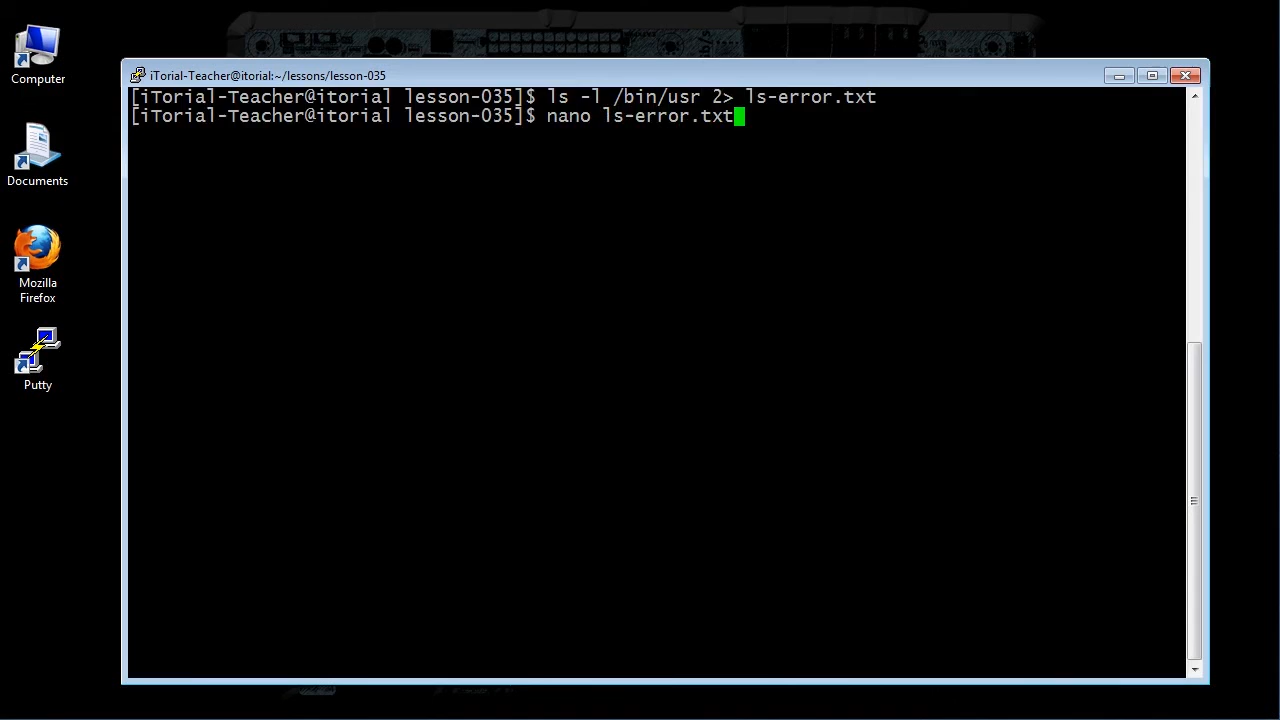 Computer
Documents
Mozilla
Firefox
Putty
iTorial-Teacher@itorial:~/lessons/lesson-035
[iTorial-Teacher@itorial lesson-035]$ ls -l /bin/usr 2> ls-error.txt
[iTorial-Teacher@itorial lesson-035]$ nano ls-error.txt